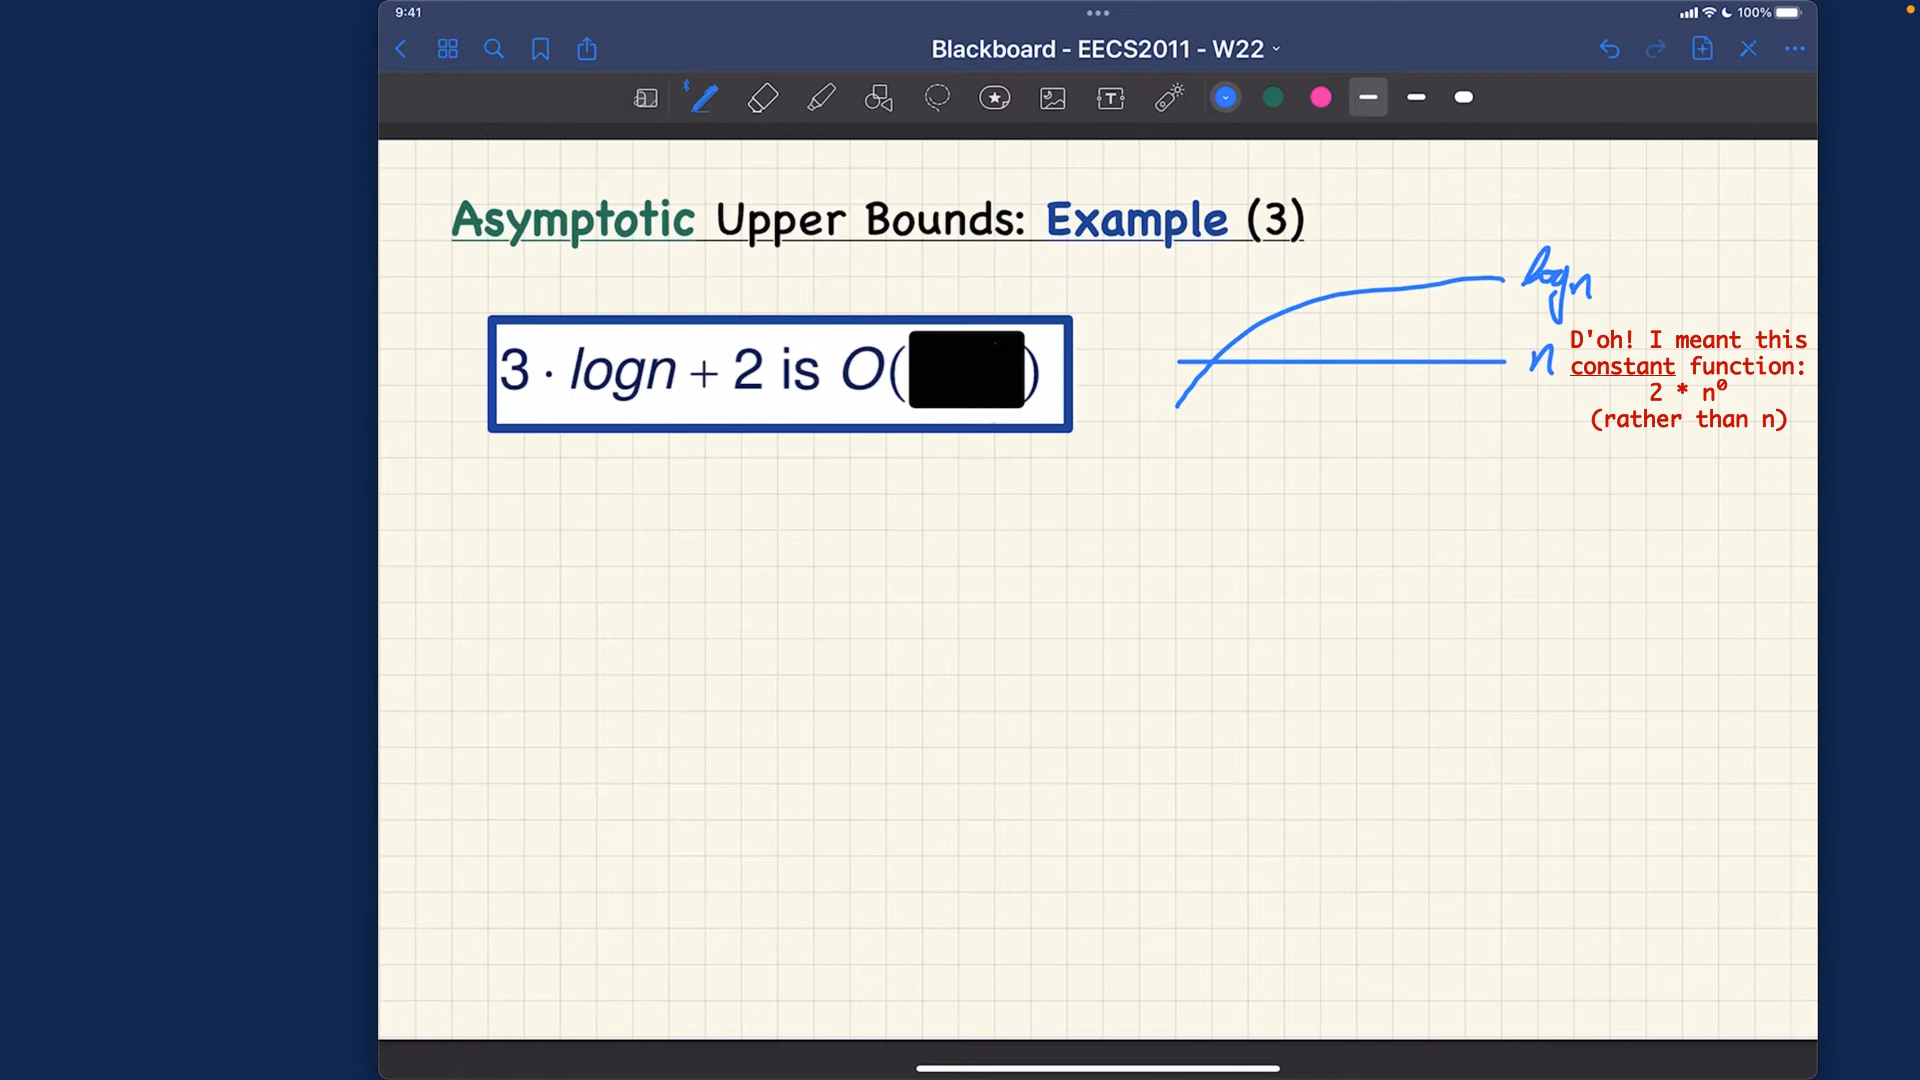 9:41
100%
Blackboard - EECS2011 - W22
Asymptotic Upper Bounds: Example (3)
logn
3 · logn + 2 is O( )
n
D'oh! I meant this
constant function:
2 * n⁰
(rather than n)